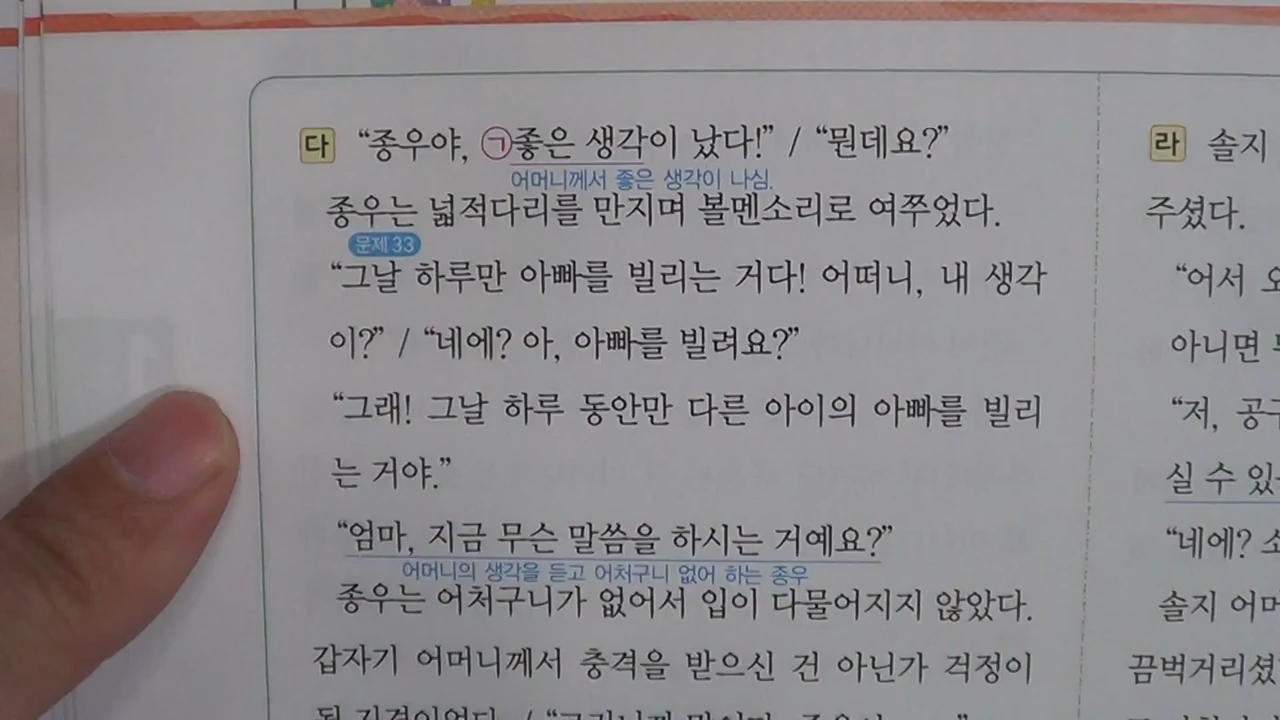 다 “종우야, ㉠좋은 생각이 났다!” / “뭔데요?”
어머니께서 좋은 생각이 나심.
종우는 넓적다리를 만지며 볼멘소리로 여쭈었다.
문제 33
“그날 하루만 아빠를 빌리는 거다! 어떠니, 내 생각
이?” / “네에? 아, 아빠를 빌려요?”
“그래! 그날 하루 동안만 다른 아이의 아빠를 빌리
는 거야.”
“엄마, 지금 무슨 말씀을 하시는 거예요?”
어머니의 생각을 듣고 어처구니 없어 하는 종우
종우는 어처구니가 없어서 입이 다물어지지 않았다.
갑자기 어머니께서 충격을 받으신 건 아닌가 걱정이
라 솔지
주셨다.
“어서
아니면
“저,
실 수
“네에?
솔지
끔벅거리셨